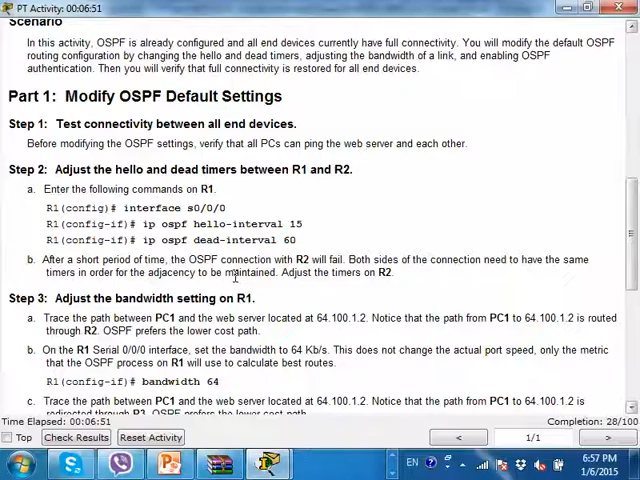 PT Activity: 00:06:51
Scenario
In this activity, OSPF is already configured and all end devices currently have full connectivity. You will modify the default OSPF
routing configuration by changing the hello and dead timers, adjusting the bandwidth of a link, and enabling OSPF
authentication. Then you will verify that full connectivity is restored for all end devices.
Part 1: Modify OSPF Default Settings
Step 1: Test connectivity between all end devices.
Before modifying the OSPF settings, verify that all PCs can ping the web server and each other.
Step 2: Adjust the hello and dead timers between R1 and R2.
a. Enter the following commands on R1.
R1(config)# interface s0/0/0
R1(config-if)# ip ospf hello-interval 15
R1(config-if)# ip ospf dead-interval 60
b. After a short period of time, the OSPF connection with R2 will fail. Both sides of the connection need to have the same
timers in order for the adjacency to be maintained. Adjust the timers on R2.
Step 3: Adjust the bandwidth setting on R1.
a. Trace the path between PC1 and the web server located at 64.100.1.2. Notice that the path from PC1 to 64.100.1.2 is routed
through R2. OSPF prefers the lower cost path.
b. On the R1 Serial 0/0/0 interface, set the bandwidth to 64 Kb/s. This does not change the actual port speed, only the metric
that the OSPF process on R1 will use to calculate best routes.
R1(config-if)# bandwidth 64
c. Trace the path between PC1 and the web server located at 64.100.1.2. Notice that the path from PC1 to 64.100.1.2 is
redirected through R3. OSPF prefers the lower cost path.
Time Elapsed: 00:06:51
Completion: 28/100
Top
Check Results
Reset Activity
<
1/1
>
EN
6:57 PM
1/6/2015